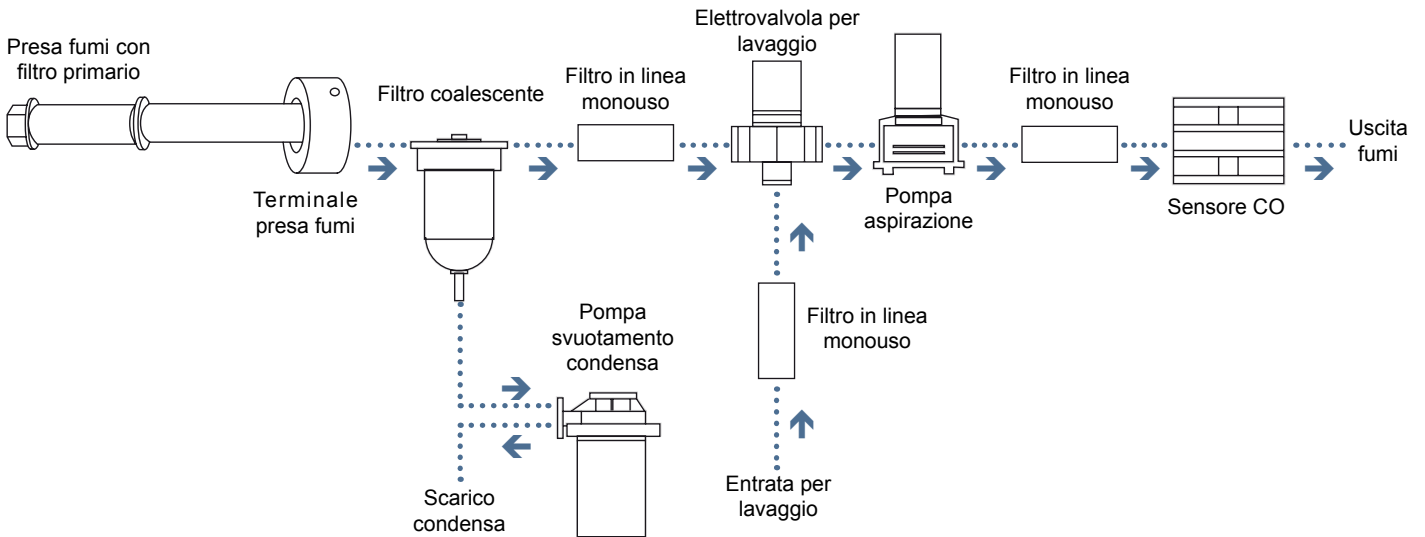 Presa fumi con
filtro primario
Terminale
presa fumi
Filtro coalescente
Filtro in linea
monouso
Elettrovalvola per
lavaggio
Pompa
aspirazione
Filtro in linea
monouso
Sensore CO
Uscita
fumi
Pompa
svuotamento
condensa
Filtro in linea
monouso
Scarico
condensa
Entrata per
lavaggio